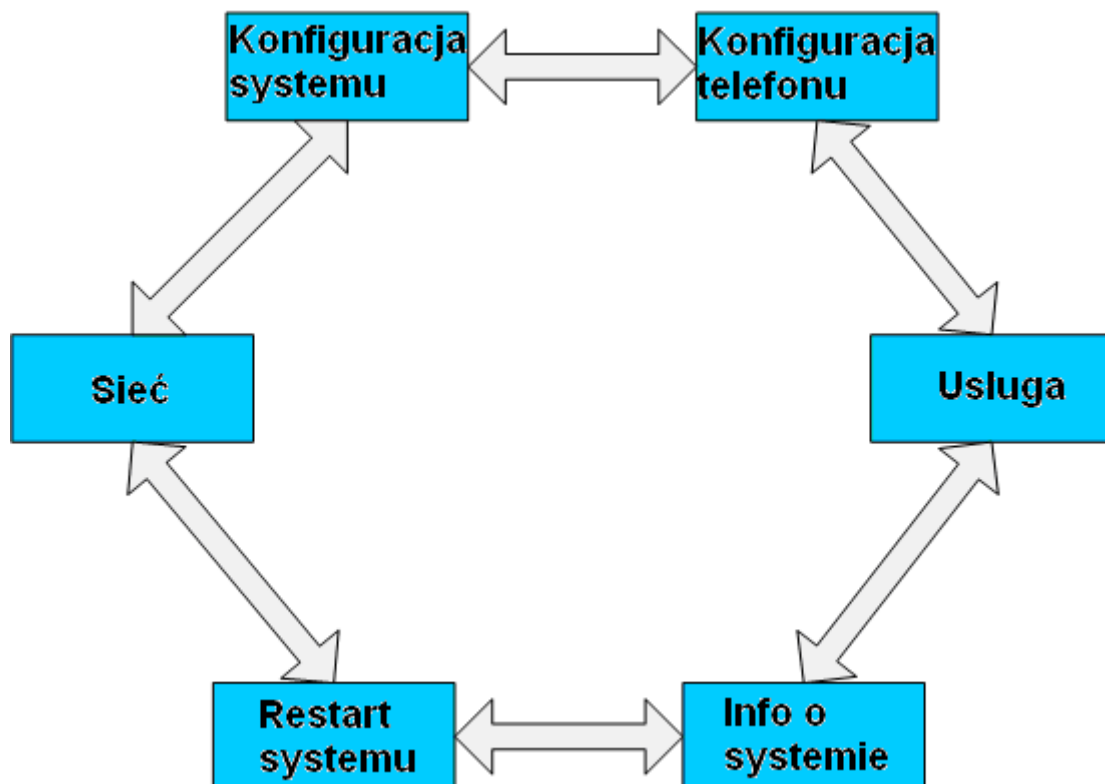 Konfiguracja
systemu
Konfiguracja
telefonu
Sieć
Usluga
Restart
systemu
Info o
systemie